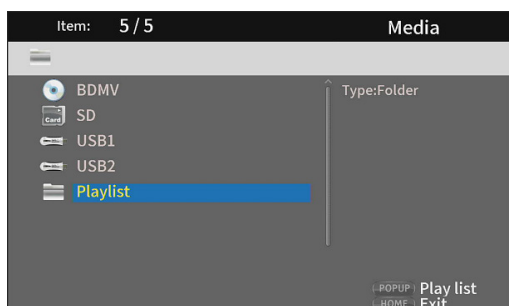 Item: 5/5 Media
BDMV
Type:Folder
Card SD
USB1
USB2
Playlist
POPUP Play list
HOME Exit